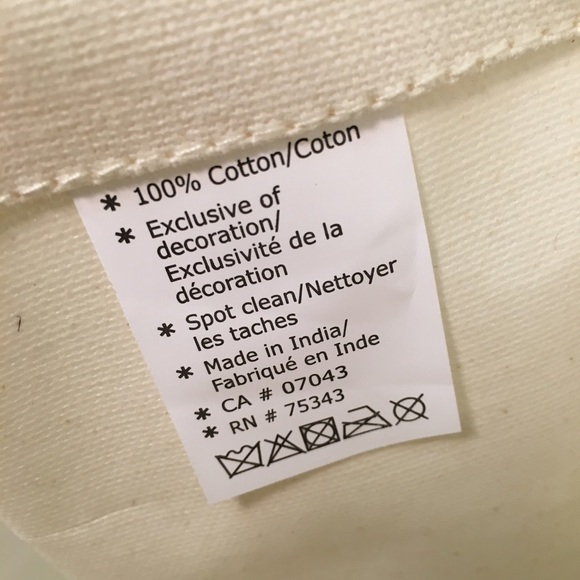 * 100% Cotton/Coton
* Exclusive of
decoration/
Exclusivité de la
décoration
* Spot clean/Nettoyer
les taches
* Made in India/
Fabriqué en Inde
* CA # 07043
* RN # 75343